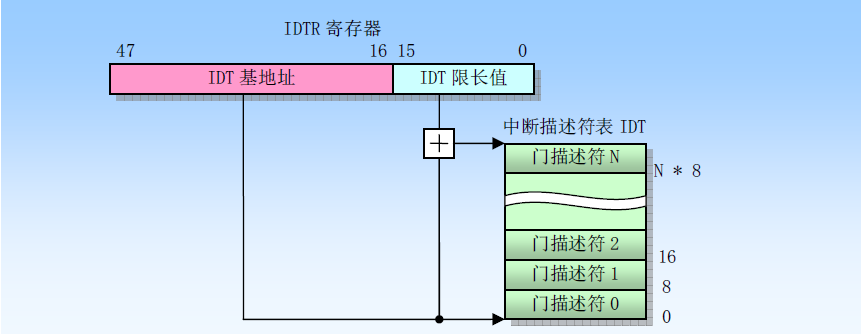 IDTR 寄存器
47 16 15 0
IDT 基地址 IDT 限长值
中断描述符表 IDT
门描述符 N
N * 8
门描述符 2
16
门描述符 1
8
门描述符 0
0